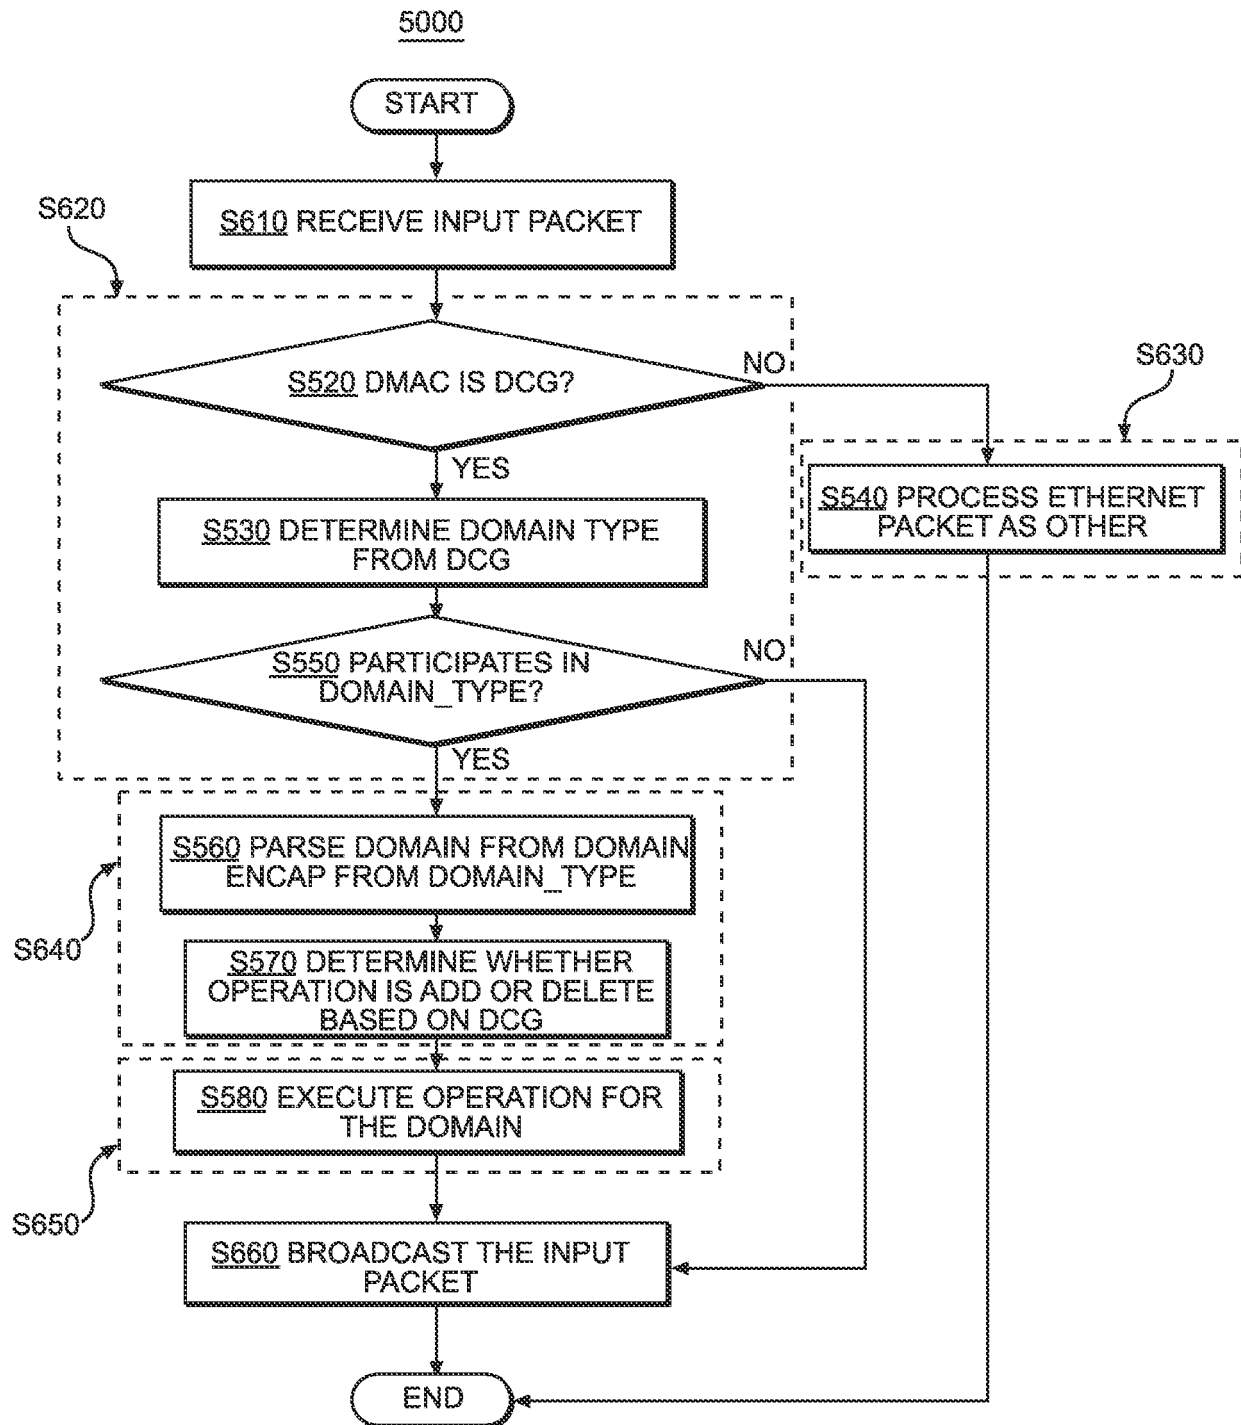 5000
START
S610 RECEIVE INPUT PACKET
S620
S520 DMAC IS DCG?
NO
YES
S630
S540 PROCESS ETHERNET
PACKET AS OTHER
S530 DETERMINE DOMAIN TYPE
FROM DCG
S550 PARTICIPATES IN
DOMAIN_TYPE?
NO
YES
S560 PARSE DOMAIN FROM DOMAIN
ENCAP FROM DOMAIN_TYPE
S640
S570 DETERMINE WHETHER
OPERATION IS ADD OR DELETE
BASED ON DCG
S580 EXECUTE OPERATION FOR
THE DOMAIN
S650
S660 BROADCAST THE INPUT
PACKET
END